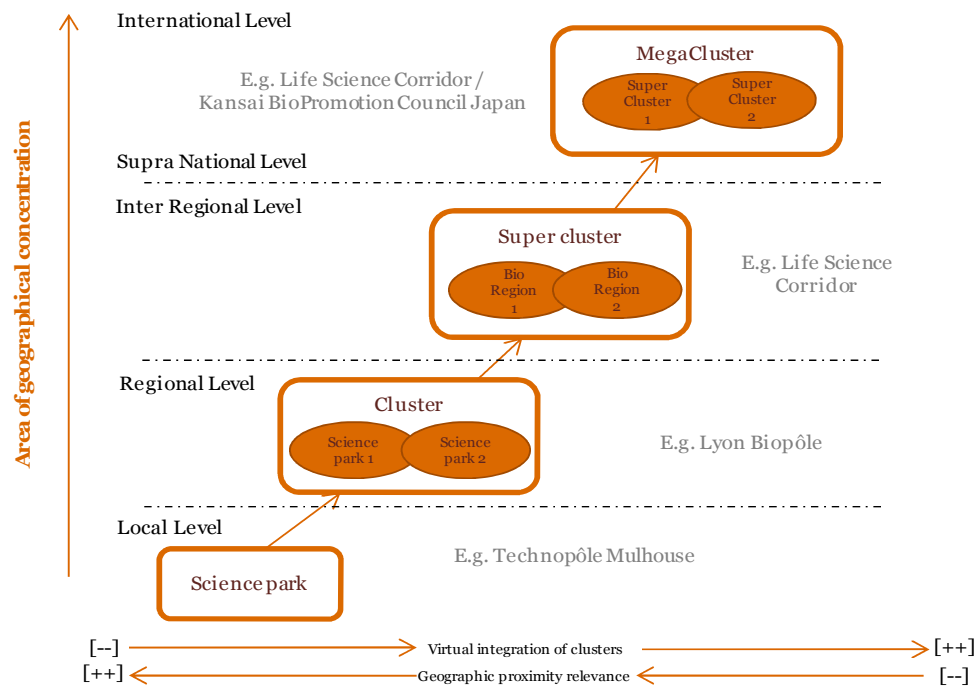 International Level
MegaCluster
E.g. Life Science Corridor /
Kansai BioPromotion Council Japan
Super
Cluster
1
Super
Cluster
2
Supra National Level
Inter Regional Level
Super cluster
Bio
Region
1
Bio
Region
2
E.g. Life Science
Corridor
Regional Level
Cluster
Science
park 1
Science
park 2
E.g. Lyon Biopôle
Local Level
Science park
E.g. Technopôle Mulhouse
Area of geographical concentration
[--]
Virtual integration of clusters
[++]
[++]
Geographic proximity relevance
[--]